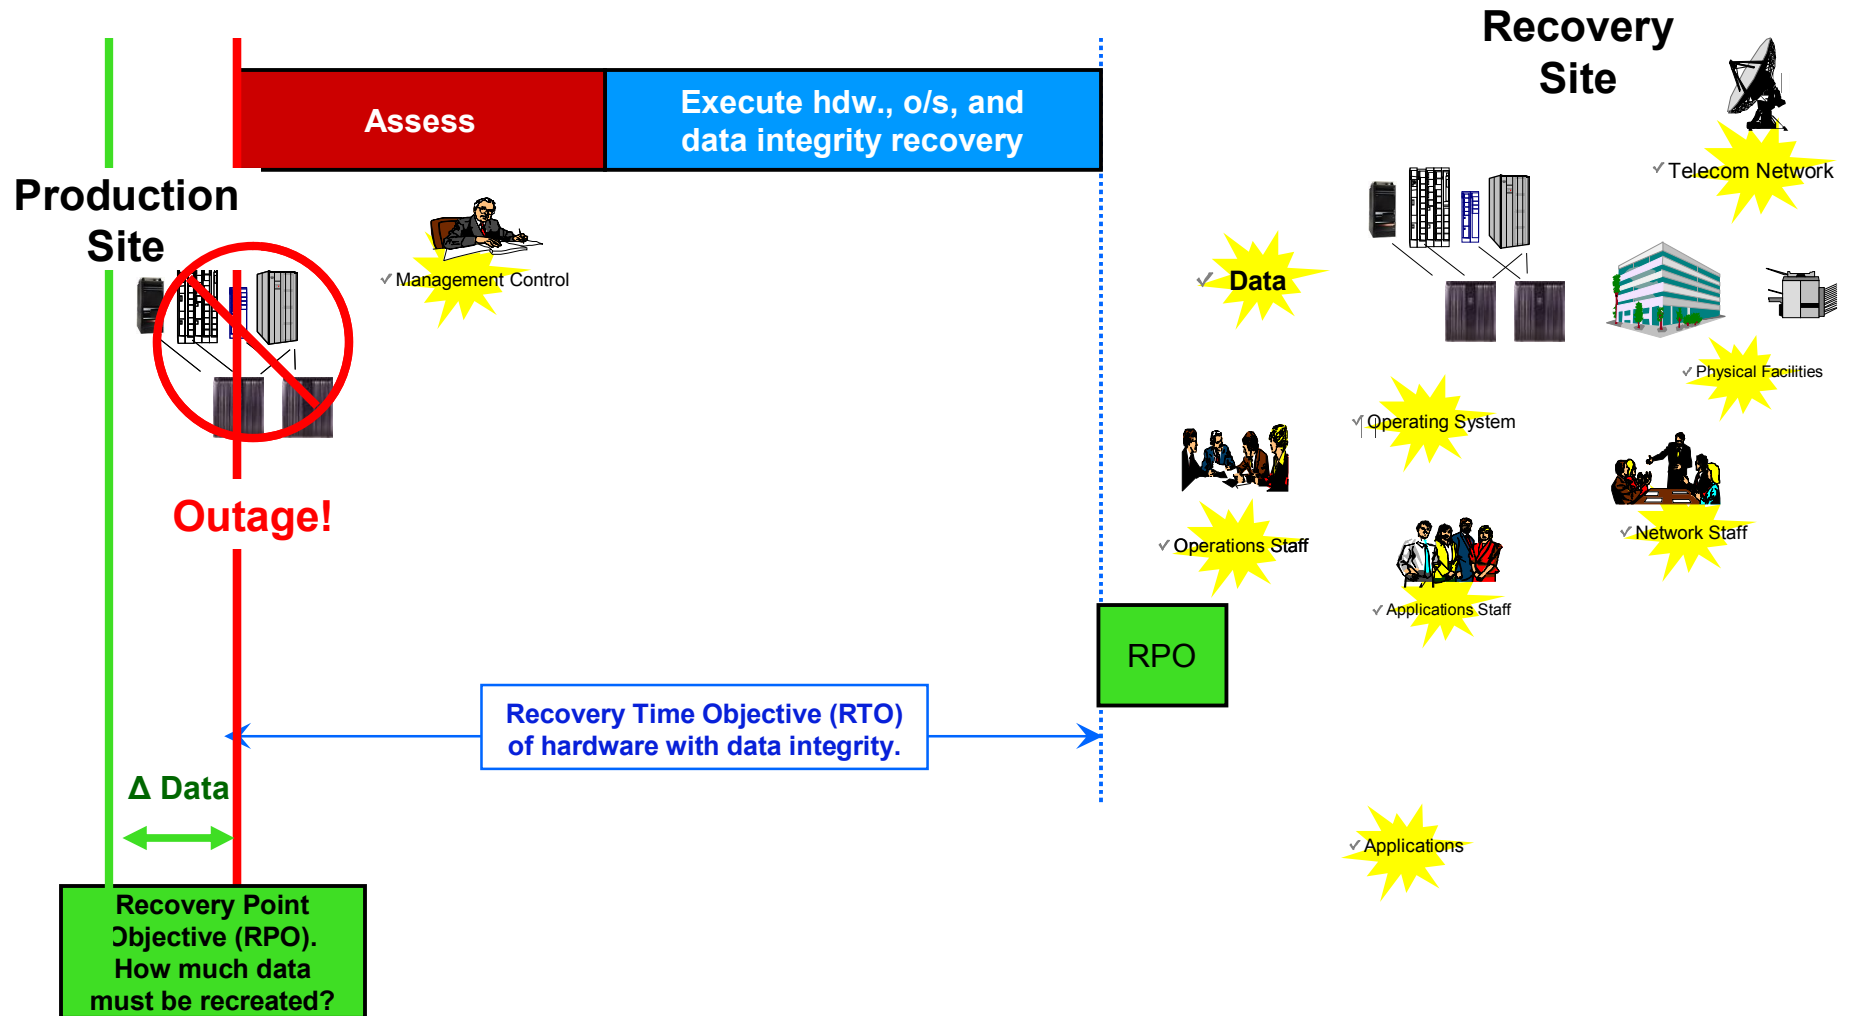 Recovery
Site
Assess
Execute hdw., o/s, and
data integrity recovery
Telecom Network
Production
Site
Management Control
Data
Physical Facilities
Operating System
Outage!
Operations Staff
Network Staff
Applications Staff
RPO
Recovery Time Objective (RTO)
of hardware with data integrity.
Δ Data
Applications
Recovery Point
Objective (RPO).
How much data
must be recreated?